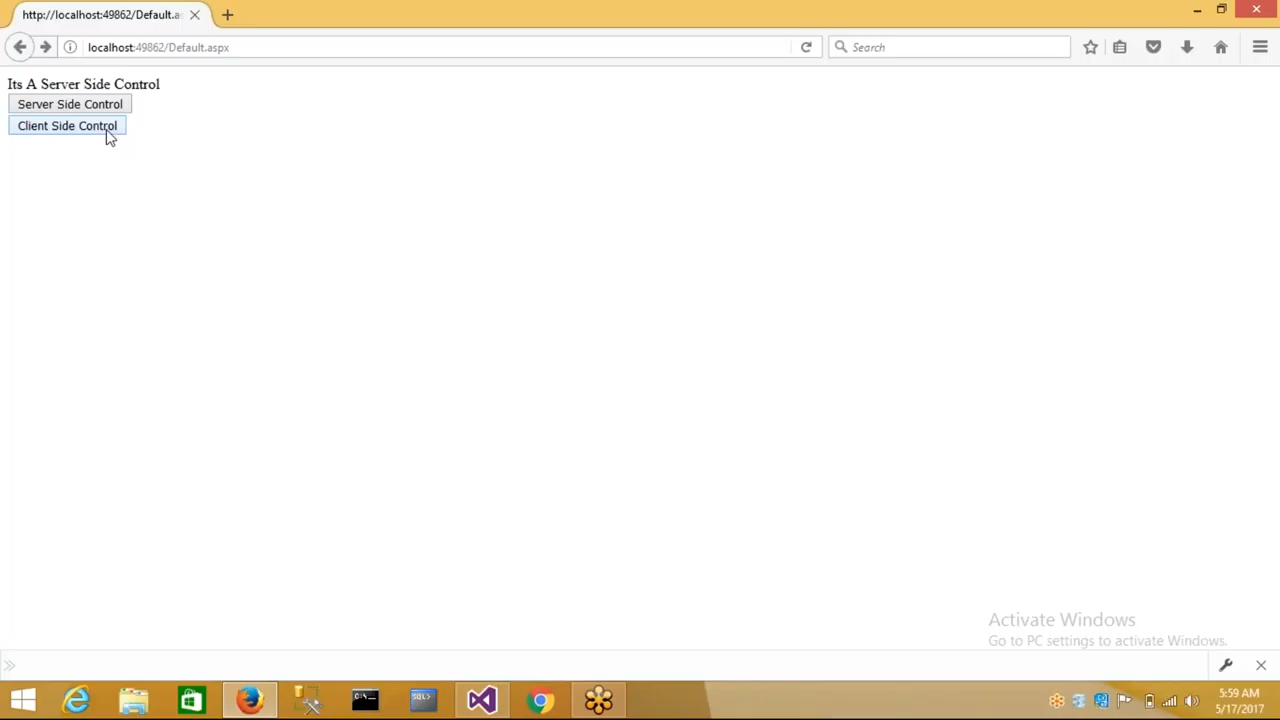 http://localhost:49862/Default.a
localhost:49862/Default.aspx
Search
Its A Server Side Control
Server Side Control
Client Side Control
Activate Windows
Go to PC settings to activate Windows.
5:59 AM
5/17/2017